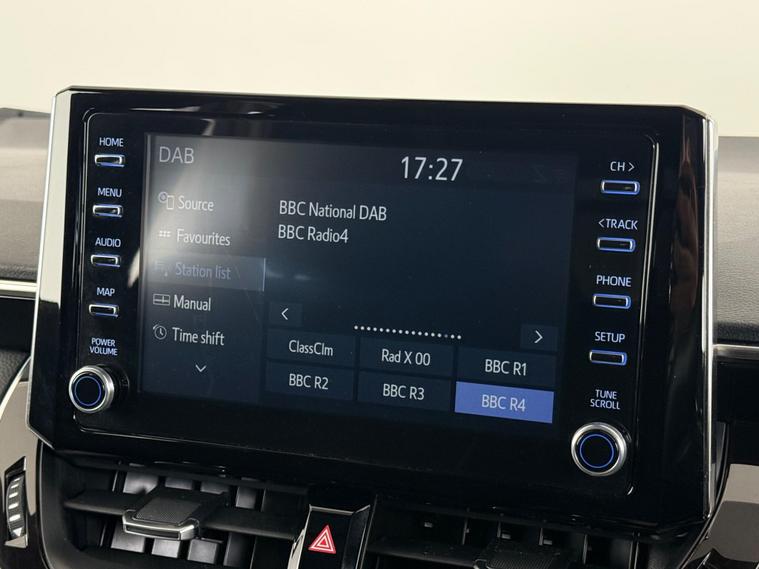 HOME
MENU
AUDIO
MAP
POWER
VOLUME
DAB
17:27
Source
Favourites
Station list
Manual
Time shift
BBC National DAB
BBC Radio4
<
>
ClassClm
Rad X 00
BBC R1
BBC R2
BBC R3
BBC R4
CH >
< TRACK
PHONE
SETUP
TUNE
SCROLL